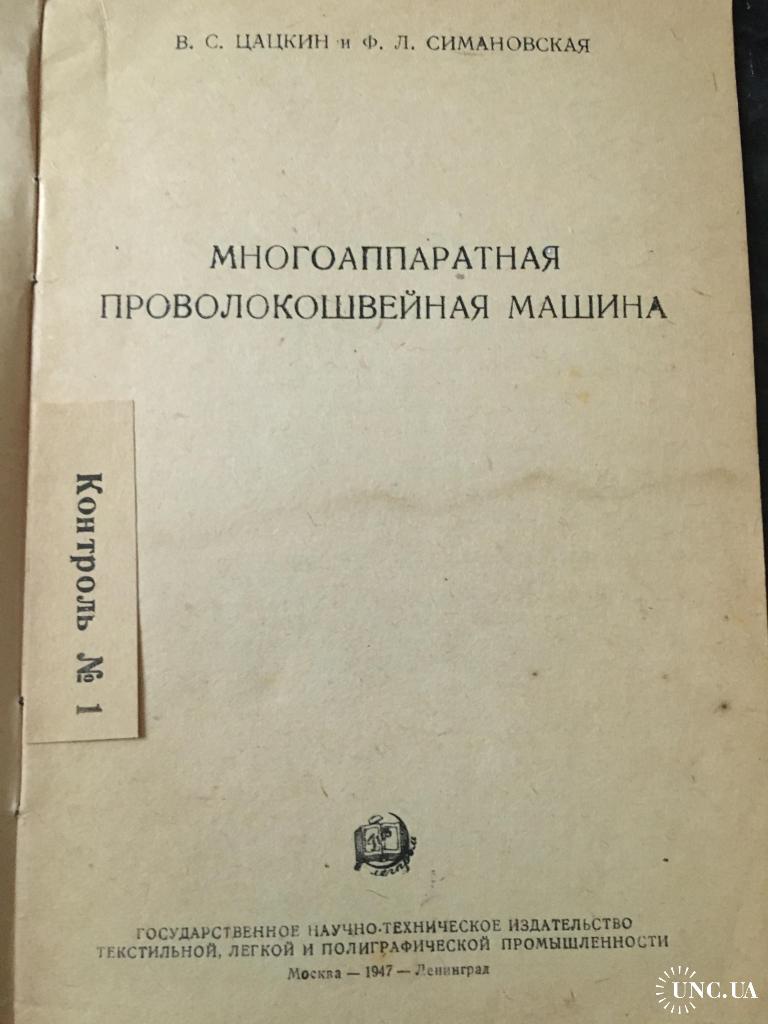 В. С. ЦАЦКИН и Ф. Л. СИМАНОВСКАЯ
МНОГОАППАРАТНАЯ
ПРОВОЛОКОШВЕЙНАЯ МАШИНА
Контроль № 1
ГОСУДАРСТВЕННОЕ НАУЧНО-ТЕХНИЧЕСКОЕ ИЗДАТЕЛЬСТВО
ТЕКСТИЛЬНОЙ, ЛЕГКОЙ И ПОЛИГРАФИЧЕСКОЙ ПРОМЫШЛЕННОСТИ
Москва — 1947 — Ленинград
UNC.UA